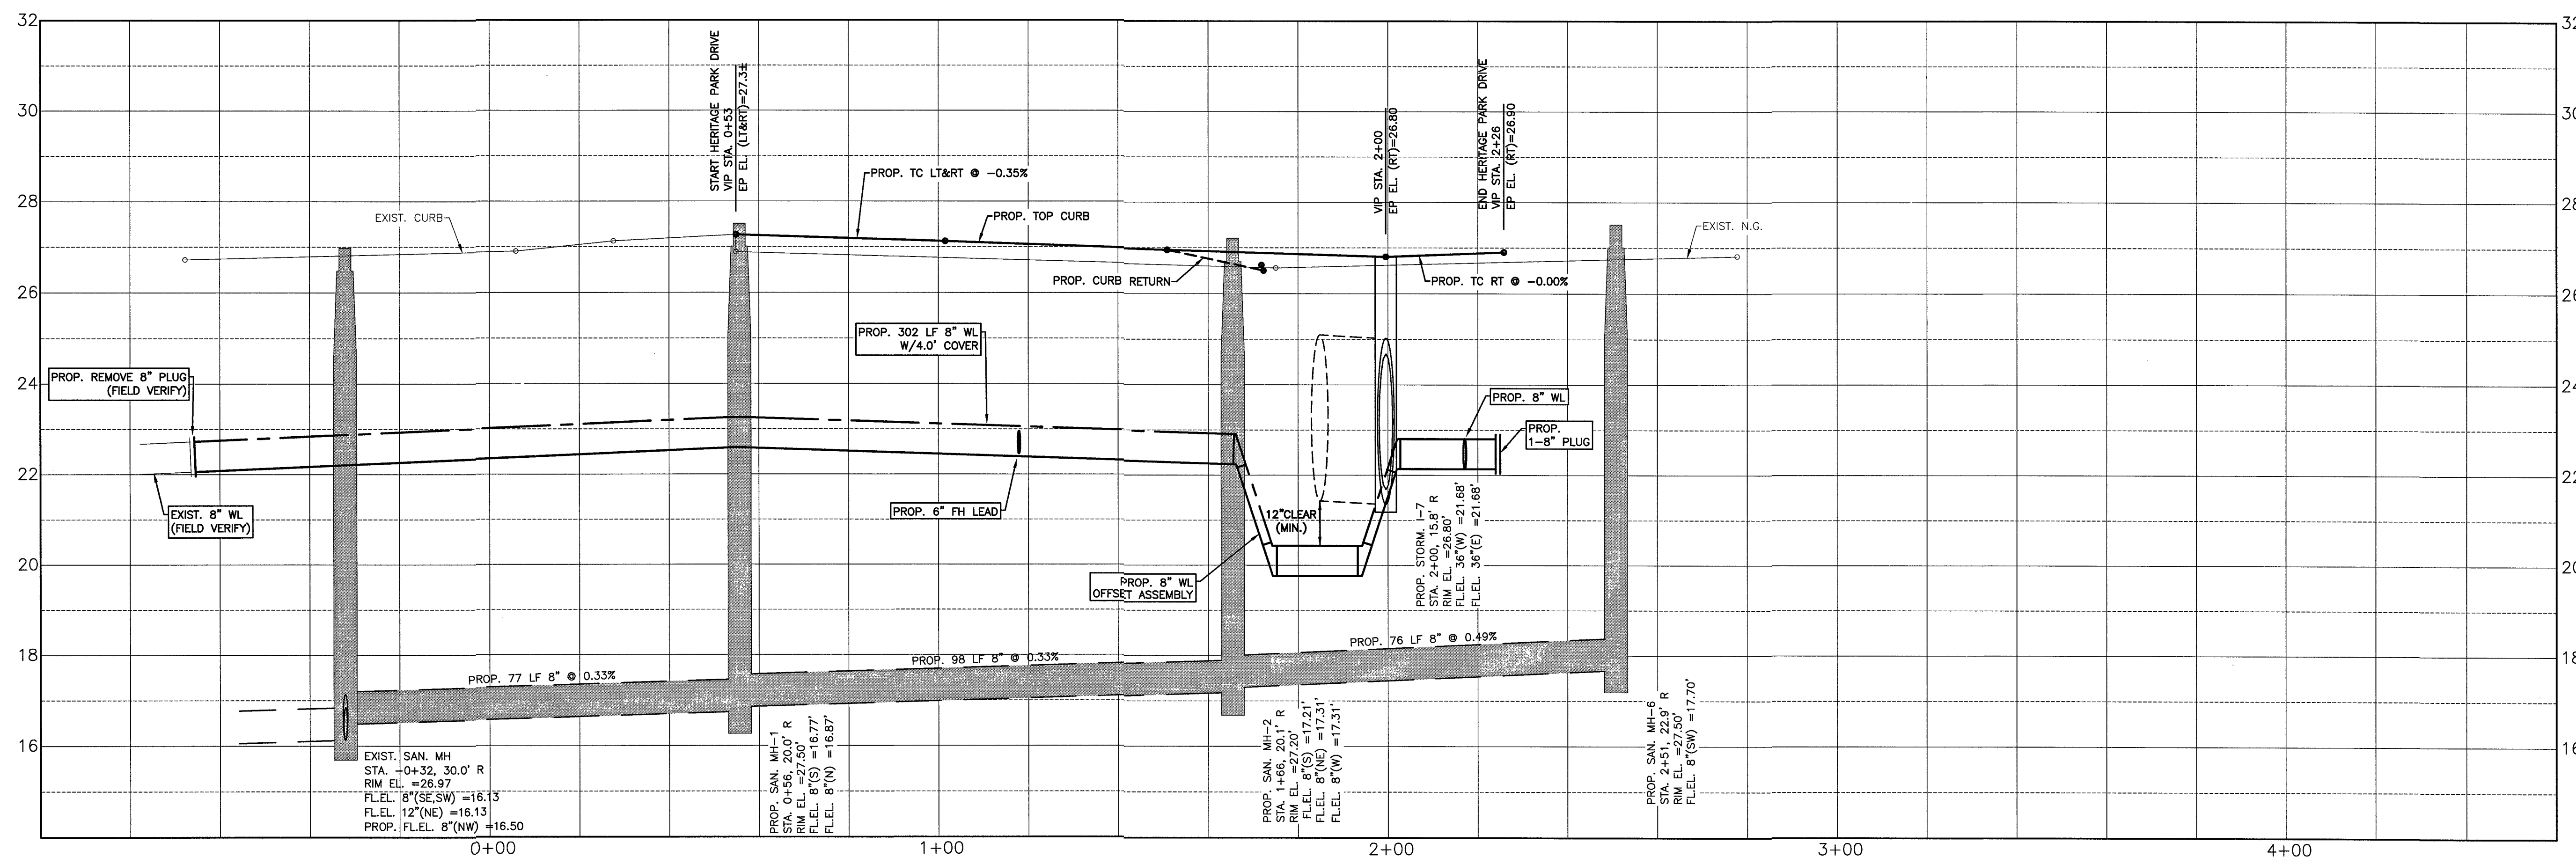 32
30
28
26
24
22
20
18
16
START HERITAGE PARK DRIVE
VIP STA. 0+53
EP EL. (LT&RT)=27.3±
VIP STA. 2+00
EP EL. (RT)=26.80
END HERITAGE PARK DRIVE
VIP STA. 2+26
EP EL. (RT)=26.90
EXIST. CURB
PROP. TC LT&RT @ -0.35%
PROP. TOP CURB
EXIST. N.G.
PROP. CURB RETURN
PROP. TC RT @ -0.00%
PROP. 302 LF 8" WL
W/4.0' COVER
PROP. REMOVE 8" PLUG
(FIELD VERIFY)
PROP. 8" WL
PROP.
1-8" PLUG
EXIST. 8" WL
(FIELD VERIFY)
PROP. 6" FH LEAD
12"CLEAR
(MIN.)
PROP. 8" WL
OFFSET ASSEMBLY
PROP. STORM. I-7
STA. 2+00, 15.8' R
RIM EL. =26.80'
FL.EL. 36"(W) =21.68'
FL.EL. 36"(E) =21.68'
PROP. 77 LF 8" @ 0.33%
PROP. 98 LF 8" @ 0.33%
PROP. 76 LF 8" @ 0.49%
EXIST. SAN. MH
STA. -0+32, 30.0' R
RIM EL. =26.97
FL.EL. 8"(SE,SW) =16.13
FL.EL. 12"(NE) =16.13
PROP. FL.EL. 8"(NW) =16.50
PROP. SAN. MH-1
STA. 0+56, 20.0' R
RIM EL. =27.50'
FL.EL. 8"(S) =16.77'
FL.EL. 8"(N) =16.87'
PROP. SAN. MH-2
STA. 1+66, 20.1' R
RIM EL. =27.20'
FL.EL. 8"(S) =17.21'
FL.EL. 8"(NE) =17.31'
FL.EL. 8"(W) =17.31'
PROP. SAN. MH-6
STA. 2+51, 22.9' R
RIM EL. =27.50'
FL.EL. 8"(SW) =17.70'
0+00
1+00
2+00
3+00
4+00